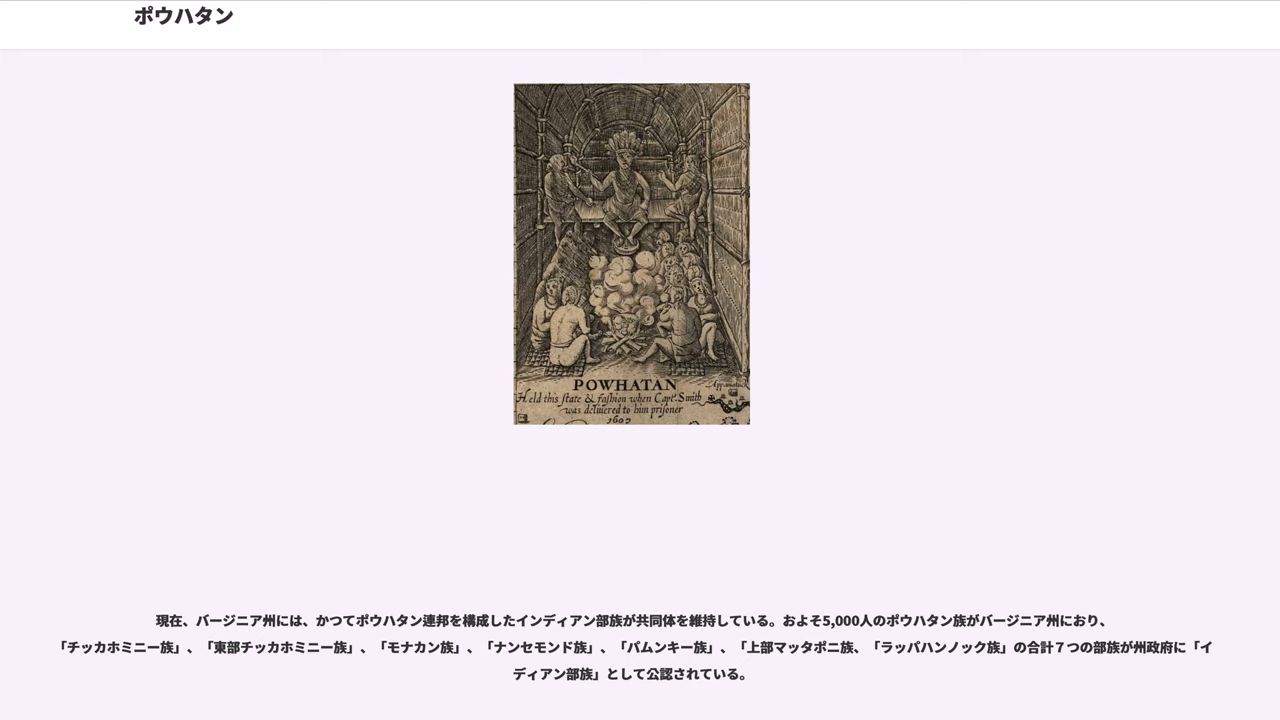 ポウハタン
POWHATAN
Held this state & fashion when Capt. Smith
was deliuered to him prisoner
1607
現在、バージニア州には、かつてポウハタン連邦を構成したインディアン部族が共同体を維持している。およそ5,000人のポウハタン族がバージニア州におり、
「チッカホミニー族」、「東部チッカホミニー族」、「モナカン族」、「ナンセモンド族」、「パムンキー族」、「上部マッタポニ族、「ラッパハンノック族」の合計７つの部族が州政府に「イ
ディアン部族」として公認されている。